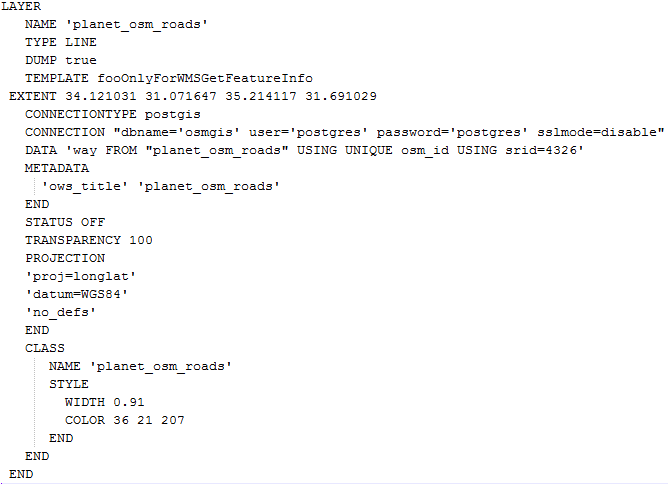 LAYER
NAME 'planet_osm_roads'
TYPE LINE
DUMP true
TEMPLATE fooOnlyForWMSGetFeatureInfo
EXTENT 34.121031 31.071647 35.214117 31.691029
CONNECTIONTYPE postgis
CONNECTION "dbname='osmgis' user='postgres' password='postgres' sslmode=disable"
DATA 'way FROM "planet_osm_roads" USING UNIQUE osm_id USING srid=4326'
METADATA
'ows_title' 'planet_osm_roads'
END
STATUS OFF
TRANSPARENCY 100
PROJECTION
'proj=longlat'
'datum=WGS84'
'no_defs'
END
CLASS
NAME 'planet_osm_roads'
STYLE
WIDTH 0.91
COLOR 36 21 207
END
END
END